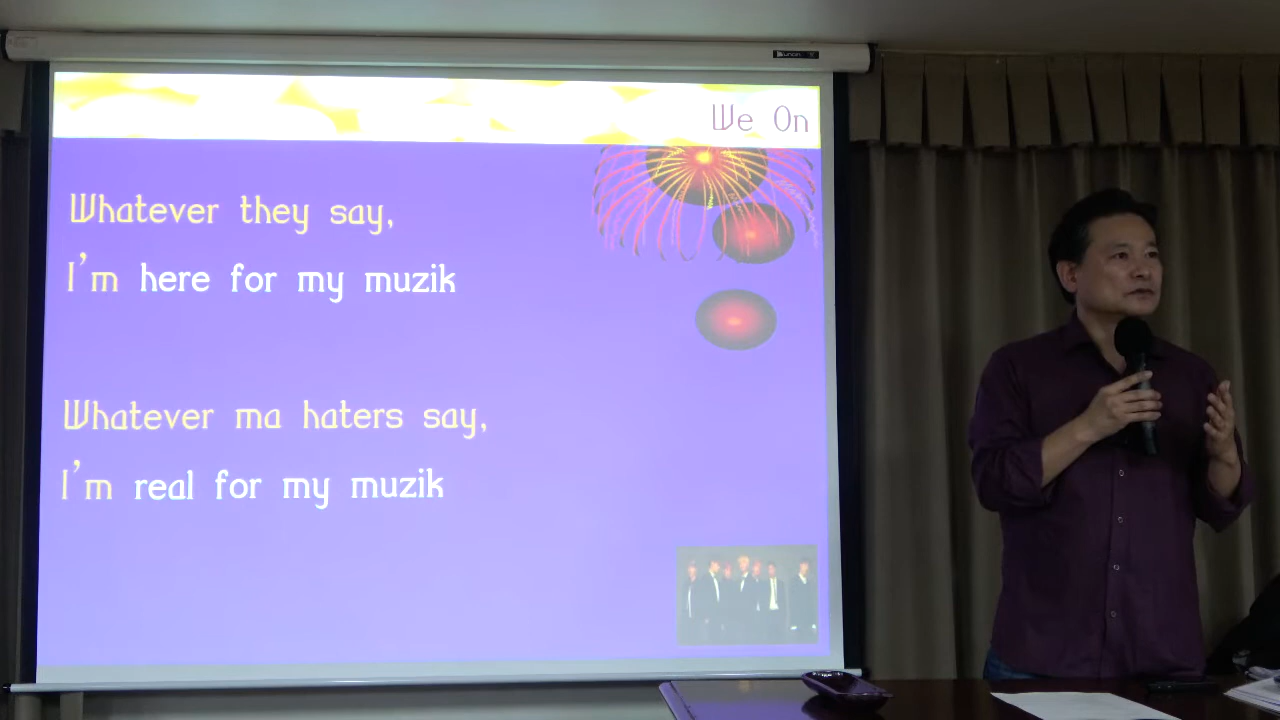 We On
Whatever they say,
I'm here for my muzik
Whatever ma haters say,
I'm real for my muzik